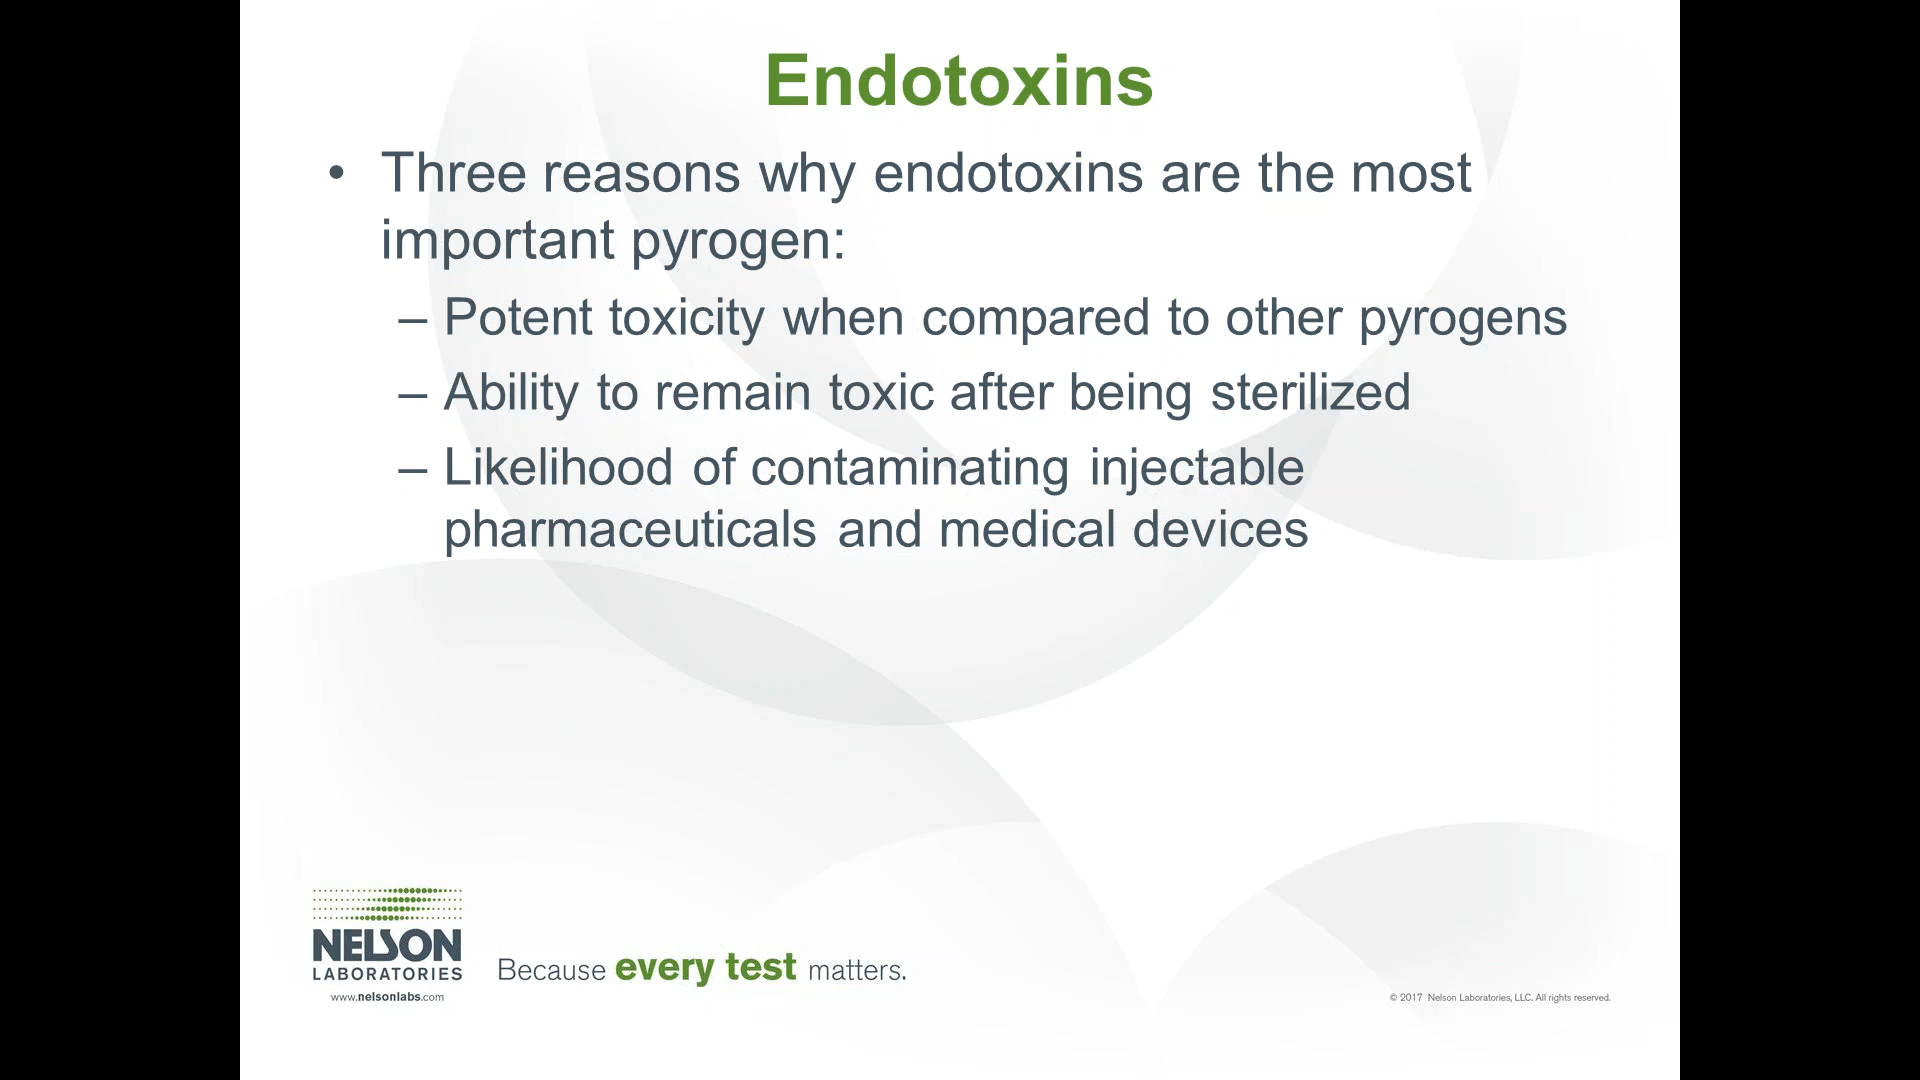 Endotoxins
• Three reasons why endotoxins are the most
important pyrogen:
– Potent toxicity when compared to other pyrogens
– Ability to remain toxic after being sterilized
– Likelihood of contaminating injectable
pharmaceuticals and medical devices
NELSON
LABORATORIES
www.nelsonlabs.com
Because every test matters.
© 2017 Nelson Laboratories, LLC. All rights reserved.